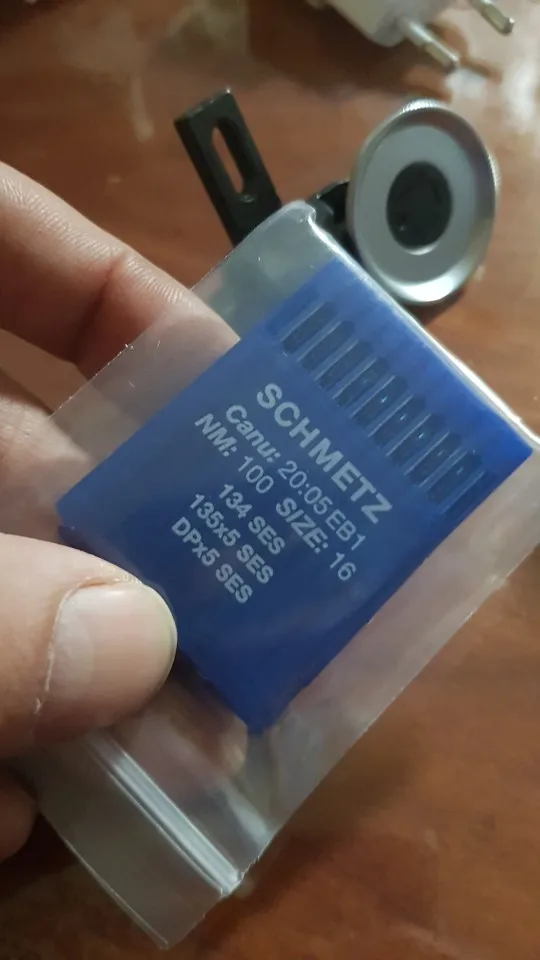 SCHMETZ
Canu: 20:05 EB1
NM: 100 SIZE: 16
134 SES
135x5 SES
DPx5 SES